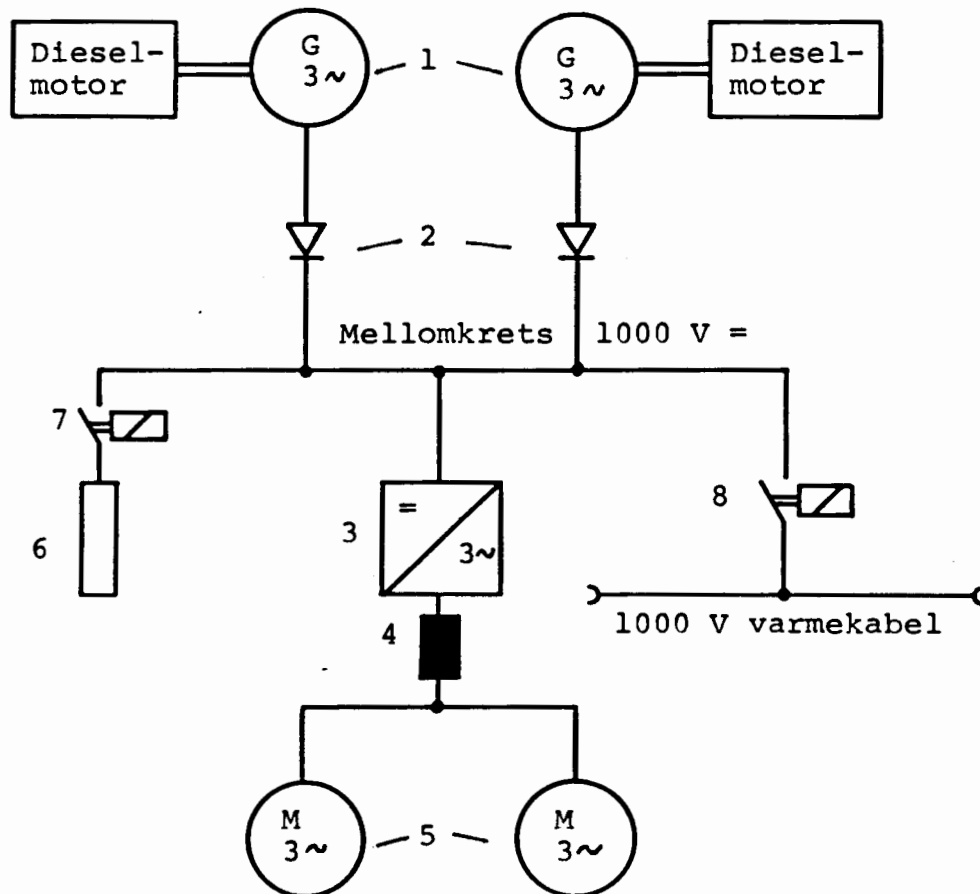 Diesel-
motor
G
3~
1
G
3~
Diesel-
motor
2
Mellomkrets 1000 V =
7
8
=
3~
3
6
4
1000 V varmekabel
M
3~
5
M
3~